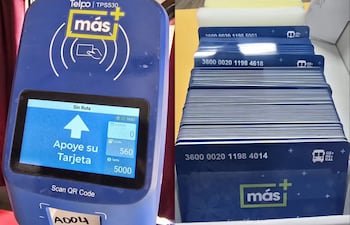 Telpo | TPS530
más+
Sin Ruta
Apoye su
Tarjeta
0
560
5000
Scan QR Code
A004
3600 0020 1198 4618
3600 0020 1198 4014
más+